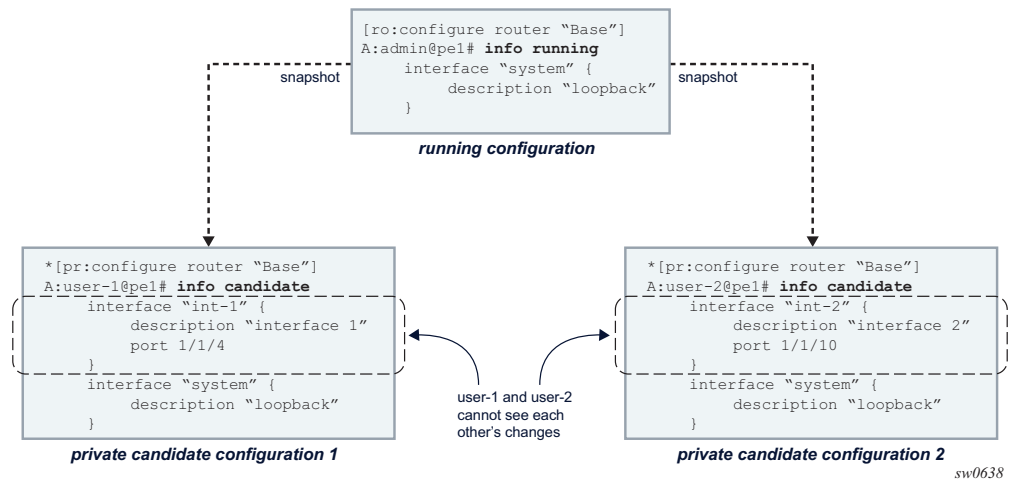 [ro:configure router “Base”]
A:admin@pe1# info running
interface “system” {
description “loopback”
}
snapshot
snapshot
running configuration
*[pr:configure router “Base”]
A:user-1@pe1# info candidate
interface “int-1” {
description “interface 1”
port 1/1/4
}
interface “system” {
description “loopback”
}
private candidate configuration 1
user-1 and user-2
cannot see each
other’s changes
*[pr:configure router “Base”]
A:user-2@pe1# info candidate
interface “int-2” {
description “interface 2”
port 1/1/10
}
interface “system” {
description “loopback”
}
private candidate configuration 2
sw0638